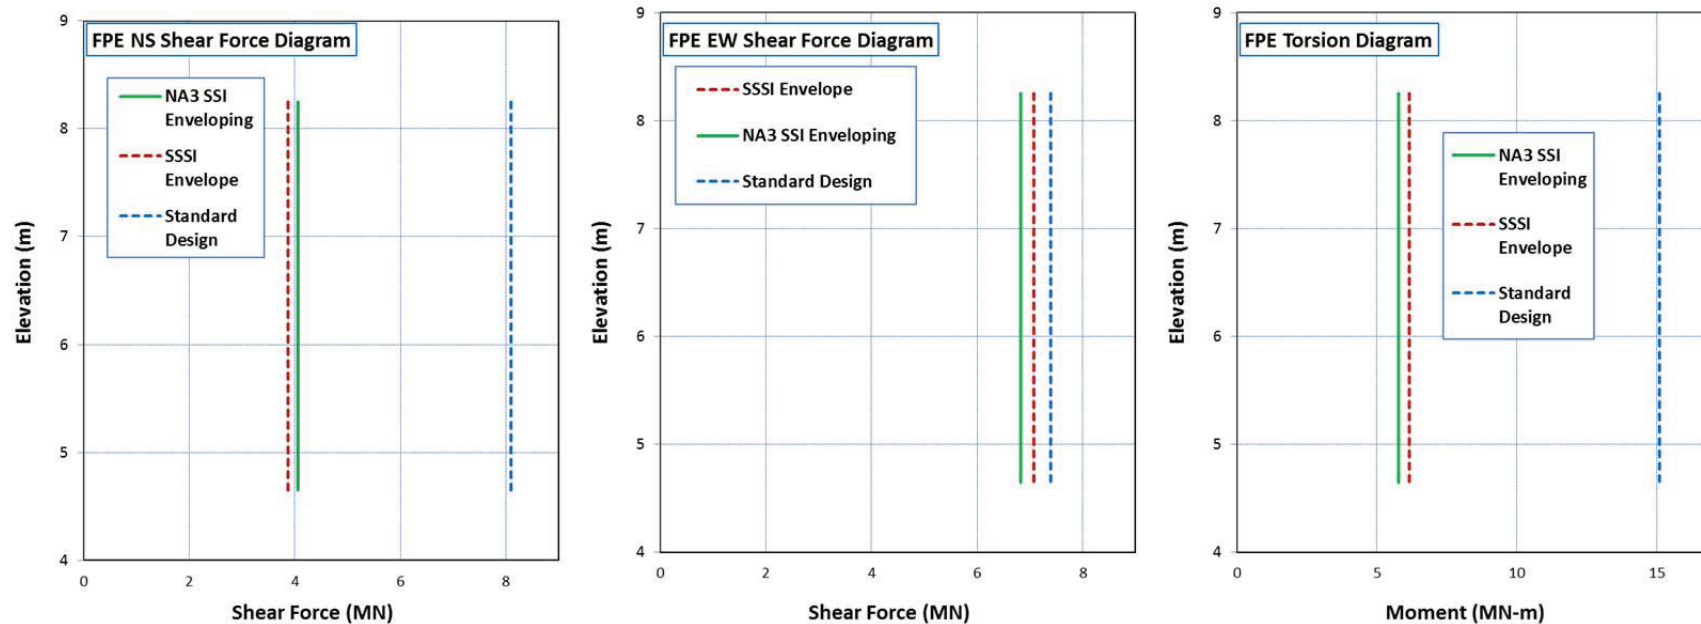 FPE NS Shear Force Diagram
NA3 SSI
Enveloping
SSSI
Envelope
Standard
Design
9
8
7
6
5
4
0
2
4
6
8
Elevation (m)
Shear Force (MN)
FPE EW Shear Force Diagram
SSSI Envelope
NA3 SSI Enveloping
Standard Design
9
8
7
6
5
4
0
2
4
6
8
Elevation (m)
Shear Force (MN)
FPE Torsion Diagram
NA3 SSI
Enveloping
SSSI
Envelope
Standard
Design
9
8
7
6
5
4
0
5
10
15
Elevation (m)
Moment (MN-m)